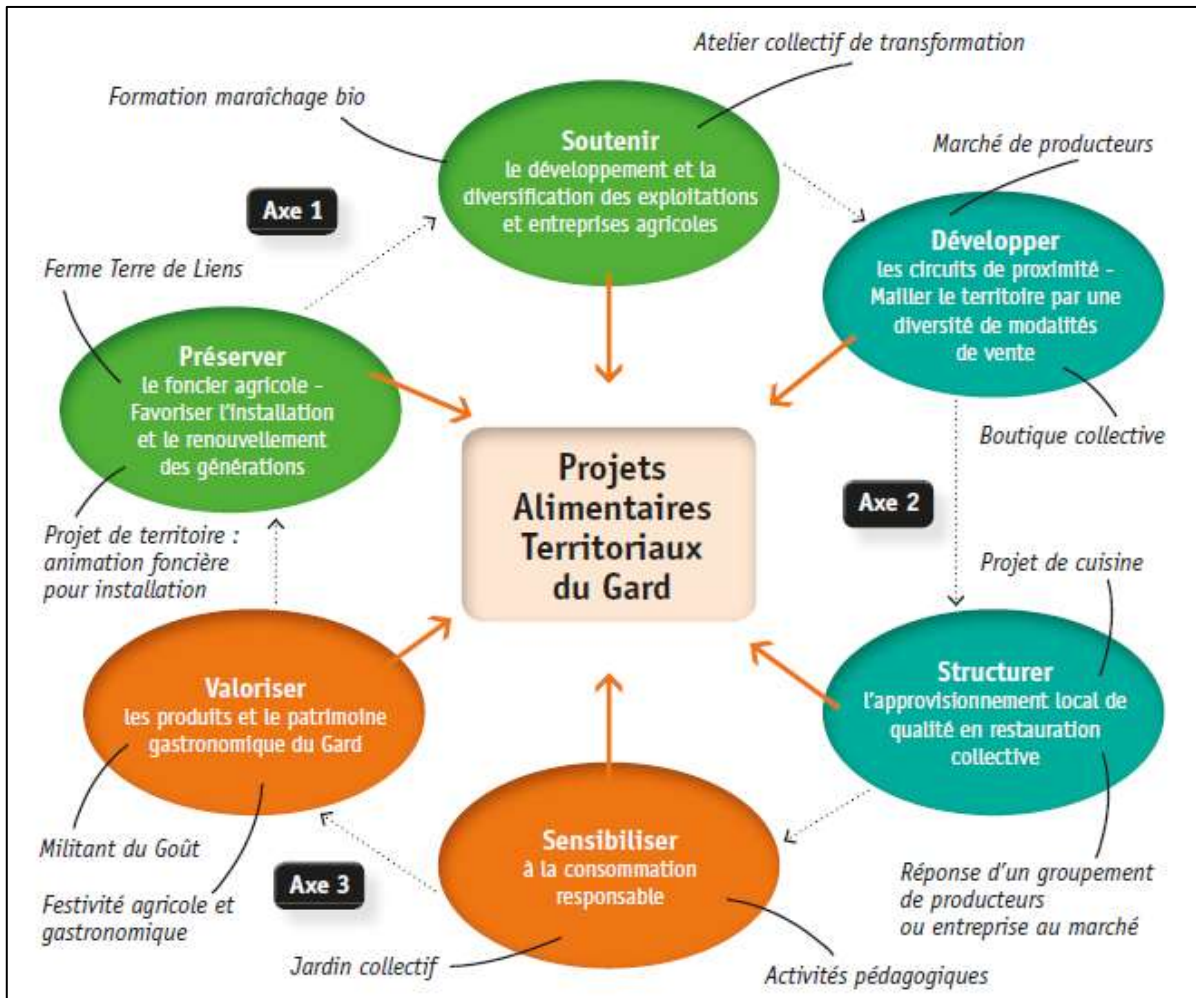 Atelier collectif de transformation
Formation maraîchage bio
Soutenir
le développement et la
diversification des exploitations
et entreprises agricoles
Marché de producteurs
Axe 1
Développer
les circuits de proximité -
Mailler le territoire par une
diversité de modalités
de vente
Ferme Terre de Liens
Préserver
le foncier agricole -
Favoriser l'installation
et le renouvellement
des générations
Boutique collective
Projets
Alimentaires
Territoriaux
du Gard
Axe 2
Projet de territoire :
animation foncière
pour installation
Projet de cuisine
Valoriser
les produits et le patrimoine
gastronomique du Gard
Structurer
l'approvisionnement local de
qualité en restauration
collective
Militant du Goût
Sensibiliser
à la consommation
responsable
Axe 3
Festivité agricole et
gastronomique
Réponse d'un groupement
de producteurs
ou entreprise au marché
Jardin collectif
Activités pédagogiques